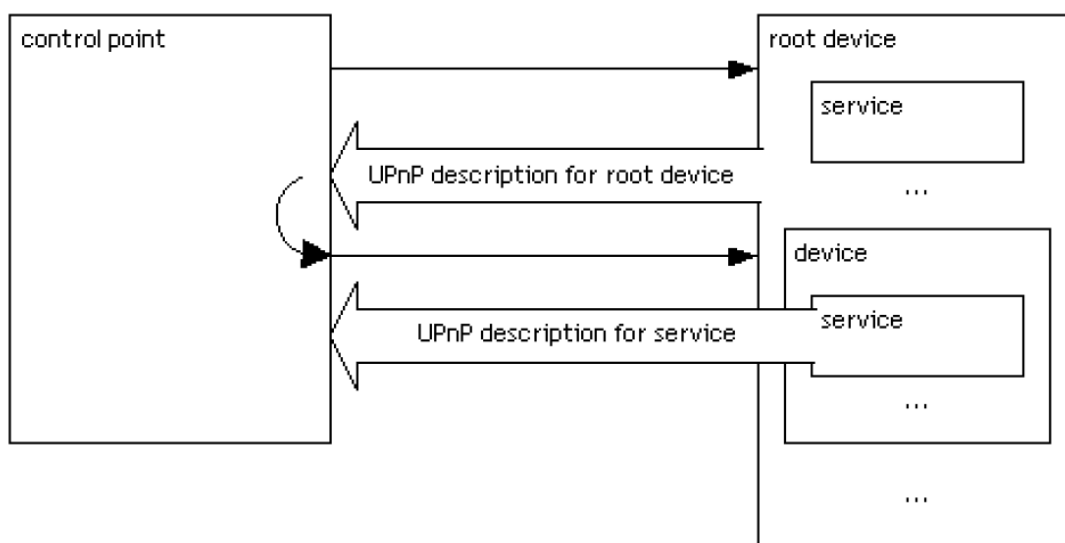 control point
root device
service
UPnP description for root device
...
device
service
UPnP description for service
...
...